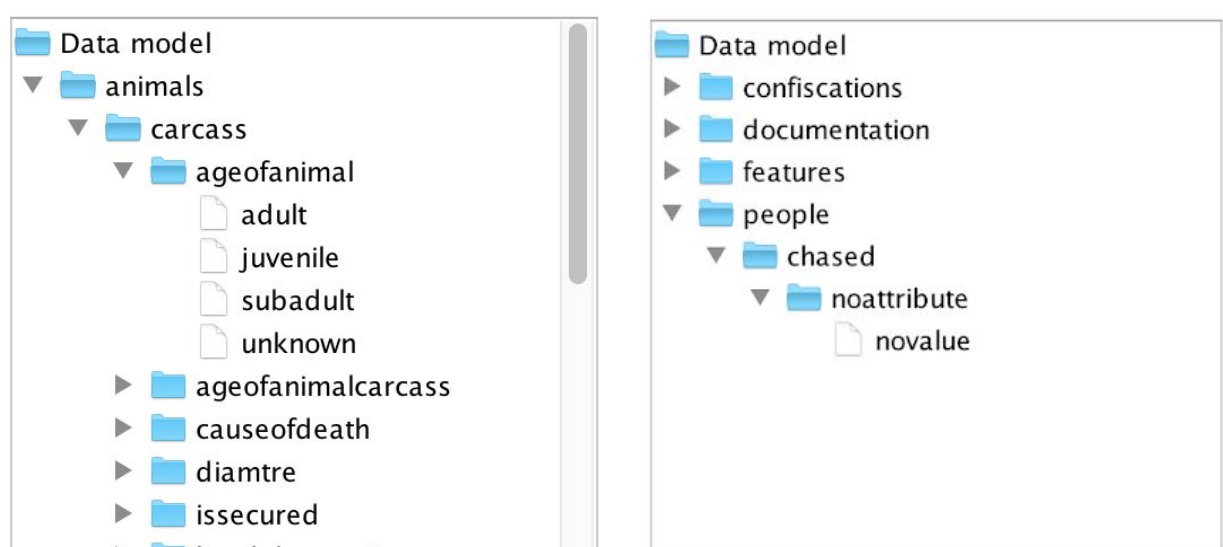 Data model
animals
carcass
ageofanimal
adult
juvenile
subadult
unknown
ageofanimalcarcass
causeofdeath
diamtre
issecured
Data model
confiscations
documentation
features
people
chased
noattribute
novalue